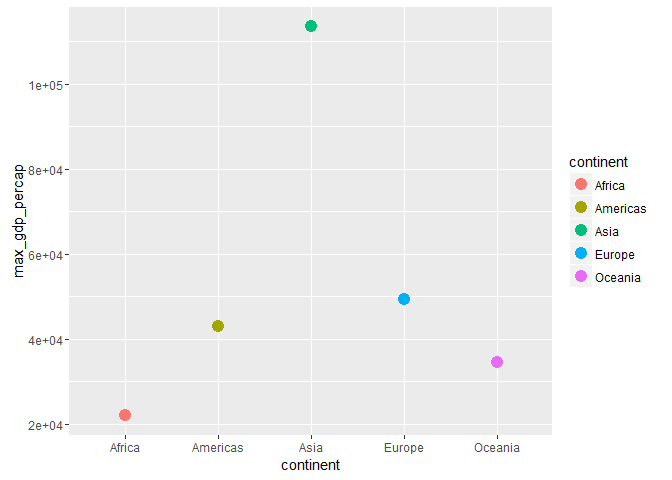 max_gdp_percap
1e+05
8e+04
6e+04
4e+04
2e+04
Africa Americas Asia Europe Oceania
continent
continent
Africa
Americas
Asia
Europe
Oceania